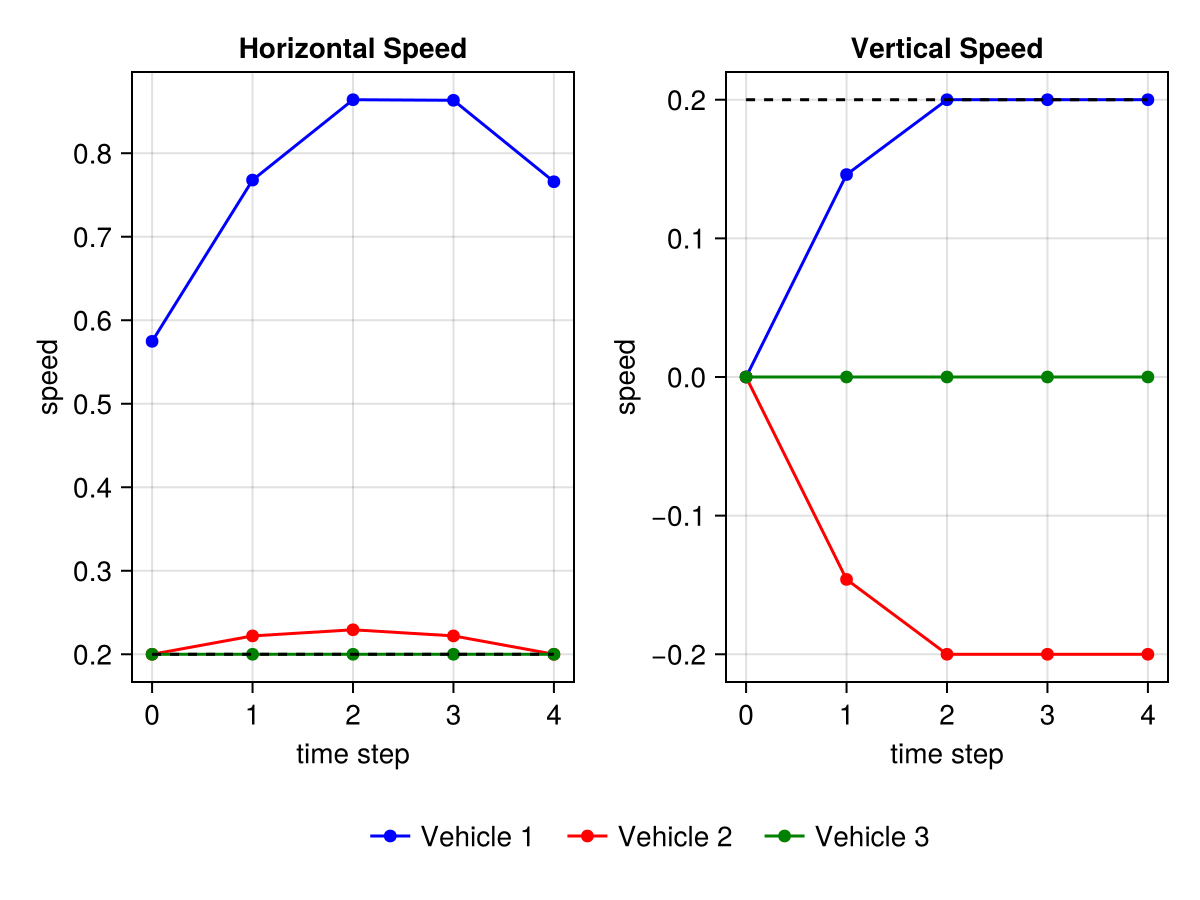 Horizontal Speed
speed
0.8
0.7
0.6
0.5
0.4
0.3
0.2
0 1 2 3 4
time step
Vertical Speed
speed
0.2
0.1
0.0
−0.1
−0.2
0 1 2 3 4
time step
Vehicle 1 Vehicle 2 Vehicle 3